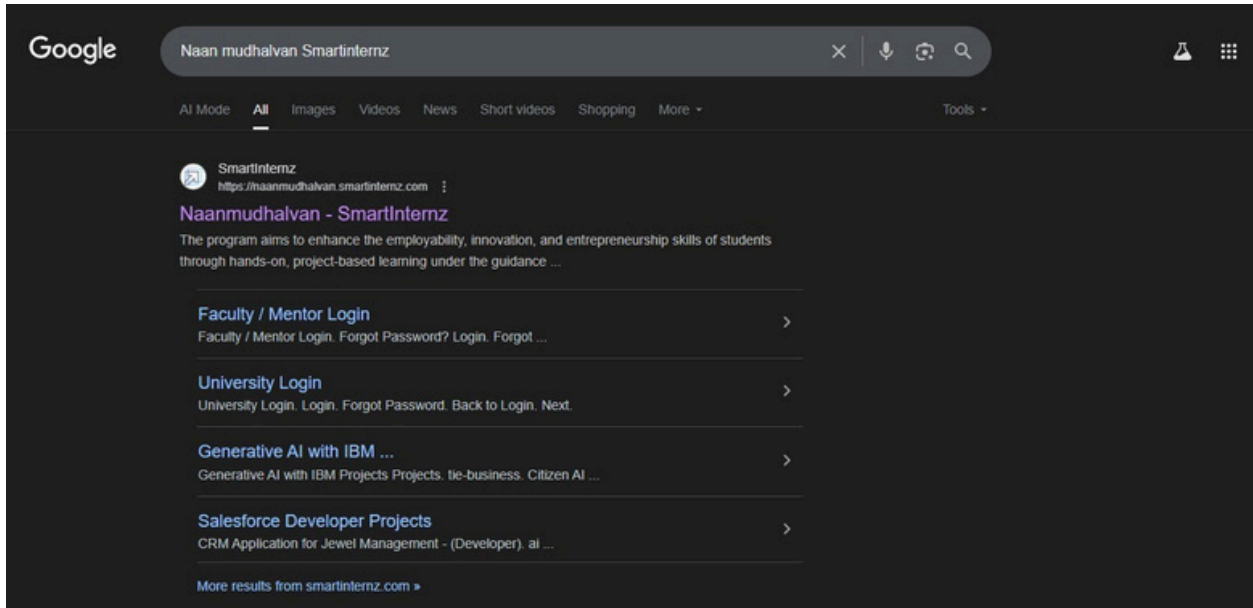 Google
Naan mudhalvan Smartinternz
AI Mode All Images Videos News Short videos Shopping More Tools
SmartInternz
https://naanmudhalvan.smartinternz.com
Naanmudhalvan - SmartInternz
The program aims to enhance the employability, innovation, and entrepreneurship skills of students
through hands-on, project-based learning under the guidance ...
Faculty / Mentor Login
Faculty / Mentor Login. Forgot Password? Login. Forgot ...
University Login
University Login. Login. Forgot Password. Back to Login. Next.
Generative AI with IBM ...
Generative AI with IBM Projects Projects. tie-business. Citizen AI ...
Salesforce Developer Projects
CRM Application for Jewel Management - (Developer). ai ...
More results from smartinternz.com »